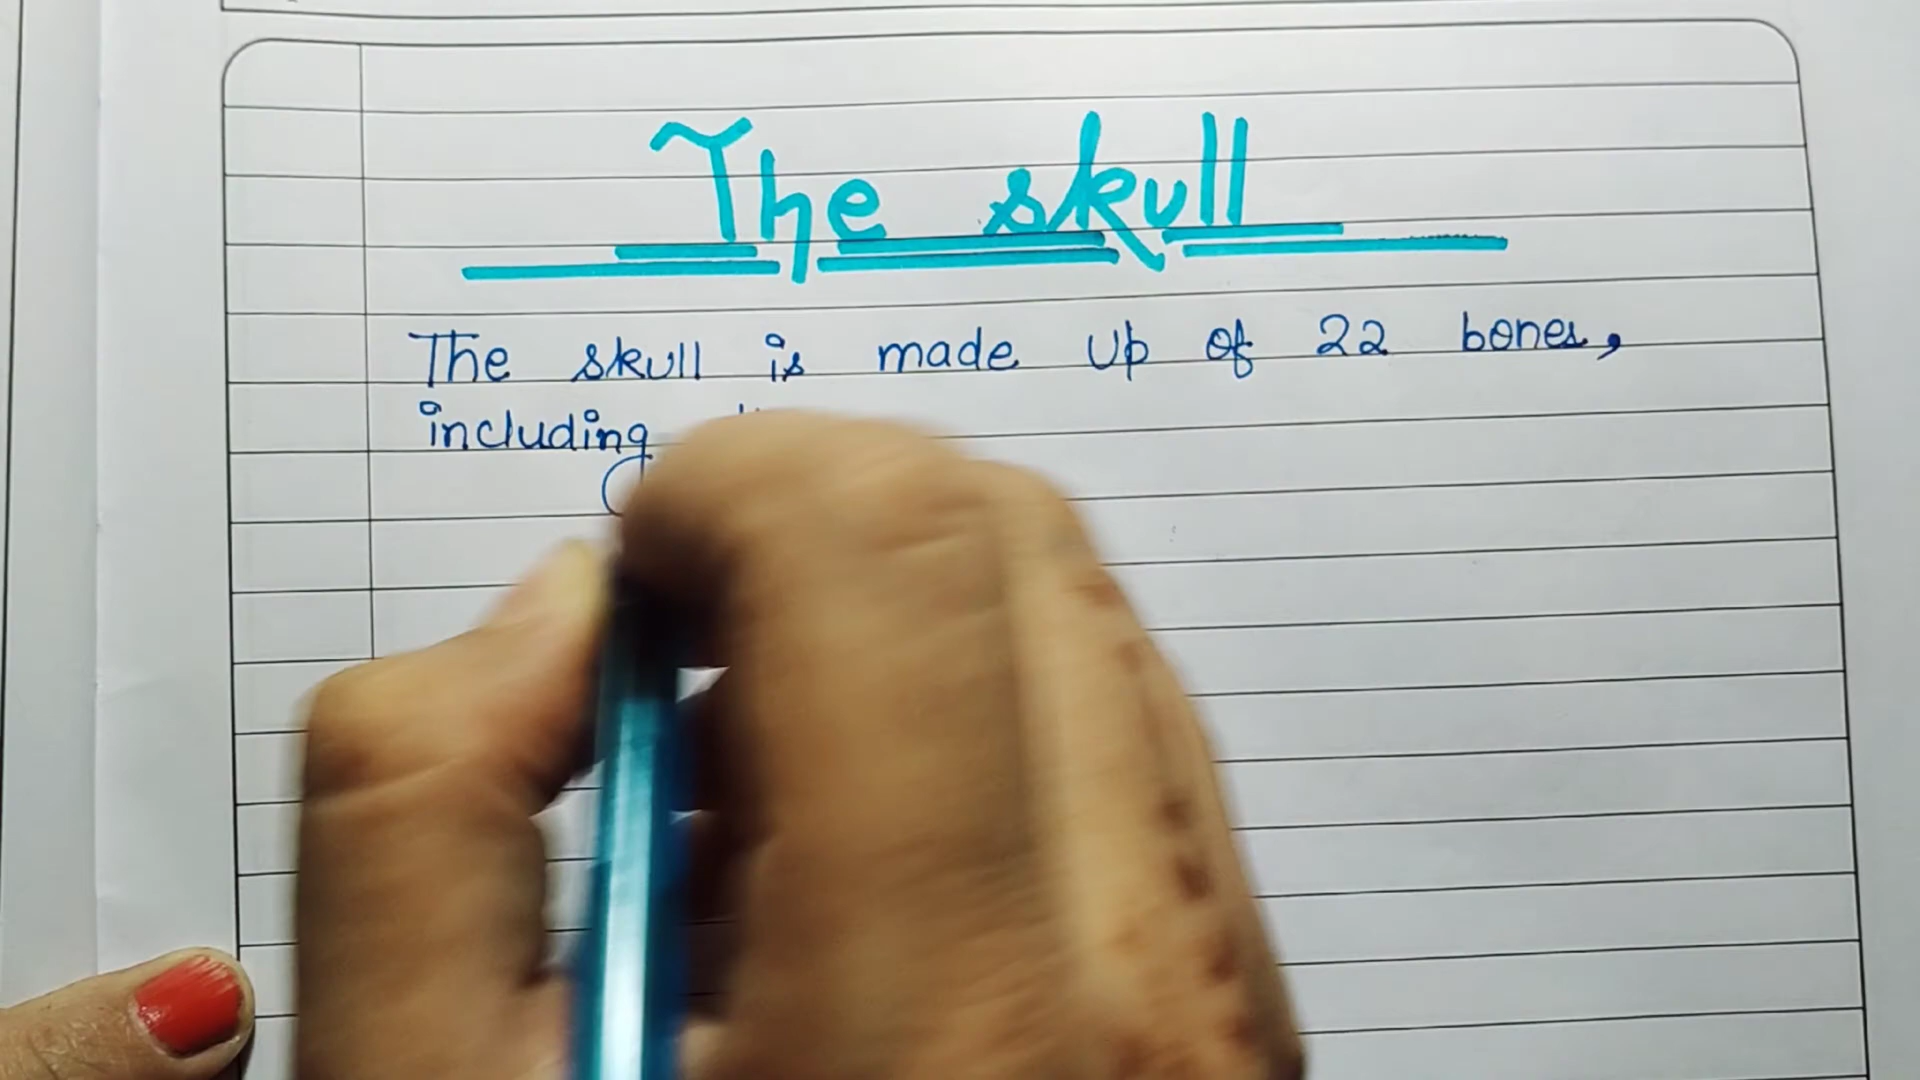 The skull
The skull is made up of 22 bones,
including